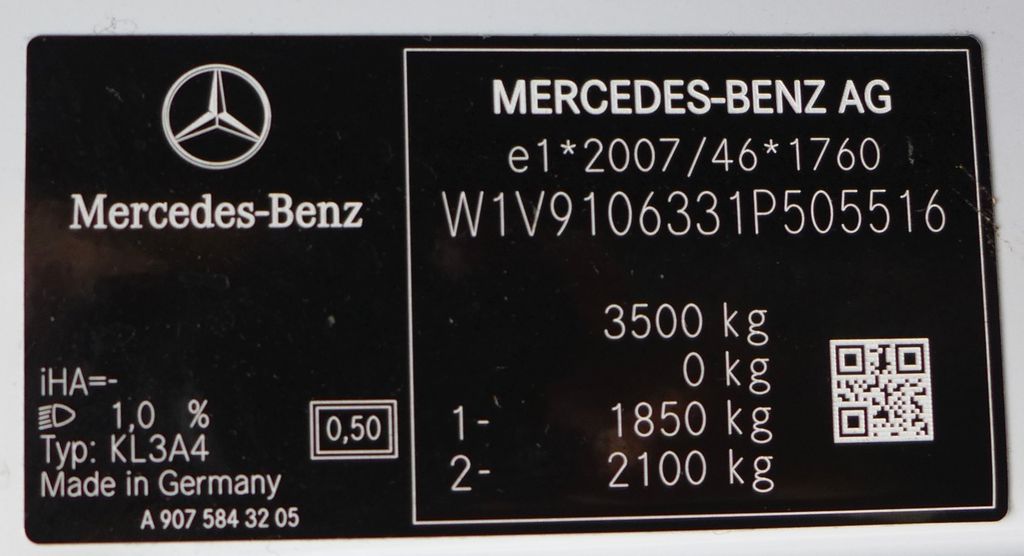 Mercedes-Benz
iHA=-
1,0 %
Typ: KL3A4
Made in Germany
A 907 584 32 05
0,50
MERCEDES-BENZ AG
e1*2007/46*1760
W1V9106331P505516
3500 kg
0 kg
1- 1850 kg
2- 2100 kg